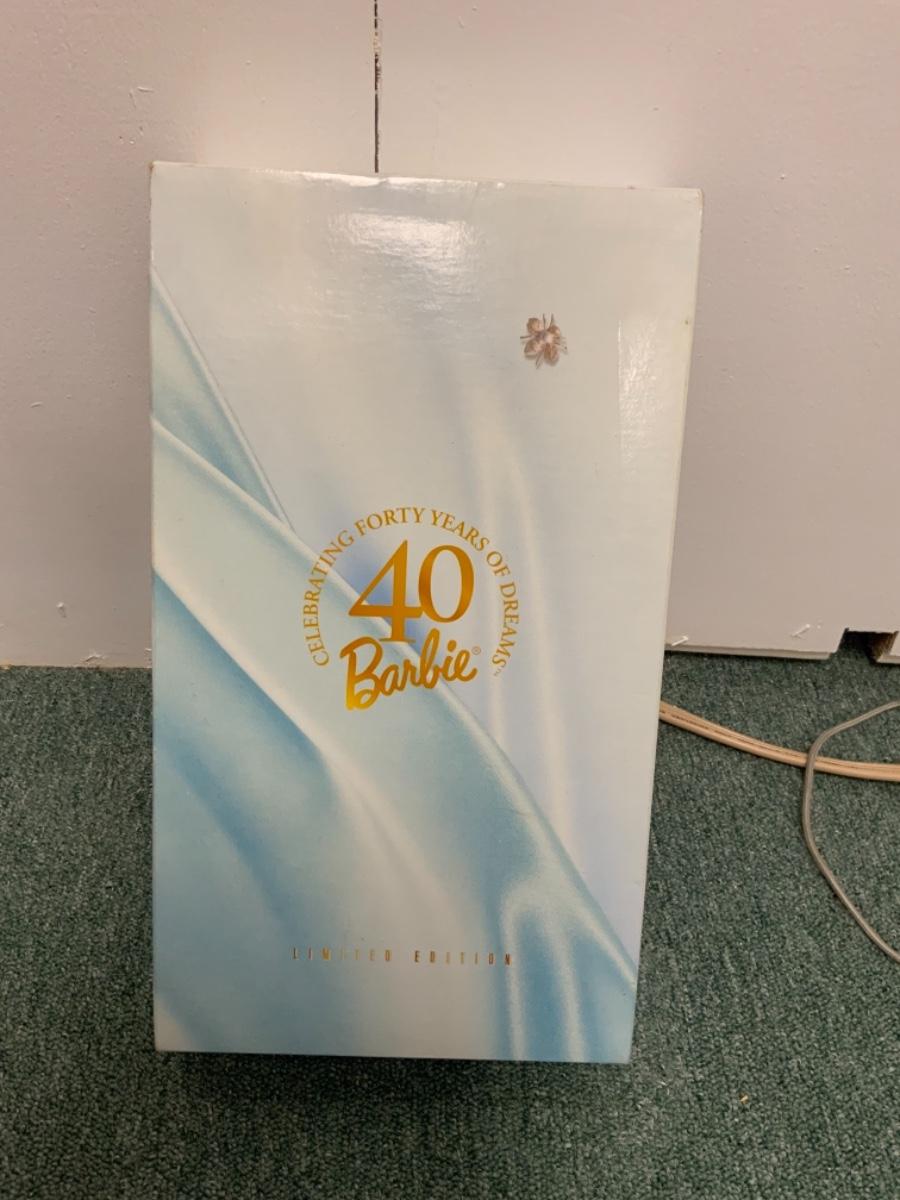 CELEBRATING FORTY YEARS OF DREAMS™
40
Barbie®
LIMITED EDITION